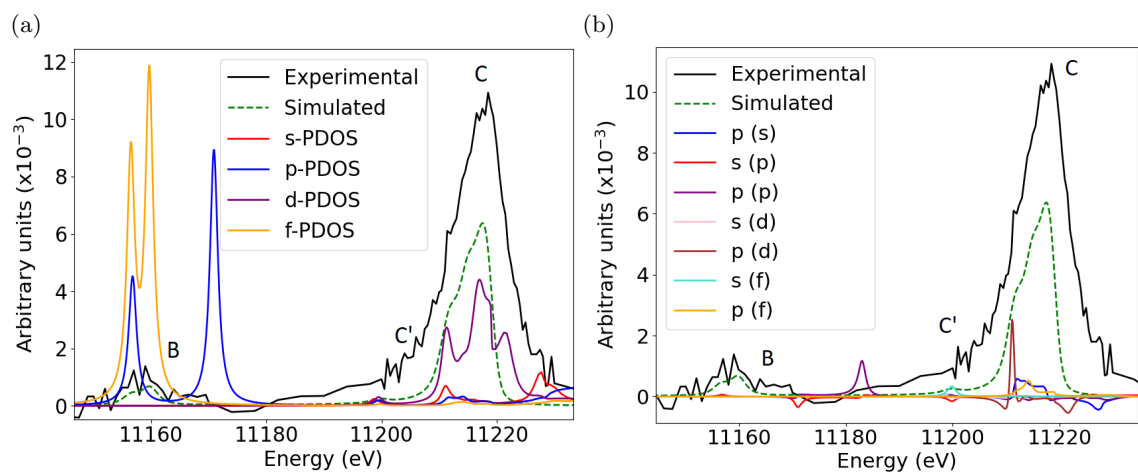 (a)
Arbitrary units (x10⁻³)
12
10
8
6
4
2
0
Experimental
Simulated
s-PDOS
p-PDOS
d-PDOS
f-PDOS
B
C'
C
11160
11180
11200
11220
Energy (eV)
(b)
Arbitrary units (x10⁻³)
10
8
6
4
2
0
Experimental
Simulated
p (s)
s (p)
p (p)
s (d)
p (d)
s (f)
p (f)
B
C'
C
11160
11180
11200
11220
Energy (eV)